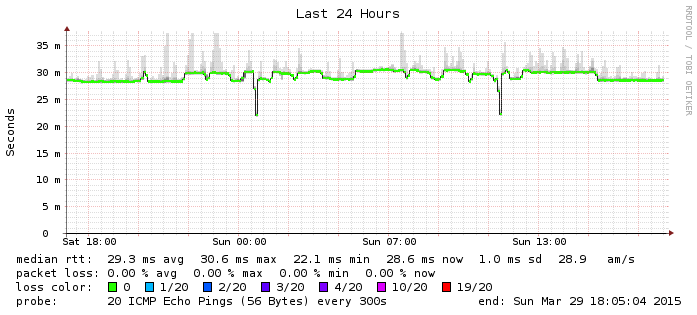 Last 24 Hours
RRDTOOL / TOBI OETIKER
Seconds
35 m
30 m
25 m
20 m
15 m
10 m
5 m
0
Sat 18:00 Sun 00:00 Sun 07:00 Sun 13:00
median rtt: 29.3 ms avg 30.6 ms max 22.1 ms min 28.6 ms now 1.0 ms sd 28.9 am/s
packet loss: 0.00 % avg 0.00 % max 0.00 % min 0.00 % now
loss color: 0 1/20 2/20 3/20 4/20 10/20 19/20
probe: 20 ICMP Echo Pings (56 Bytes) every 300s end: Sun Mar 29 18:05:04 2015